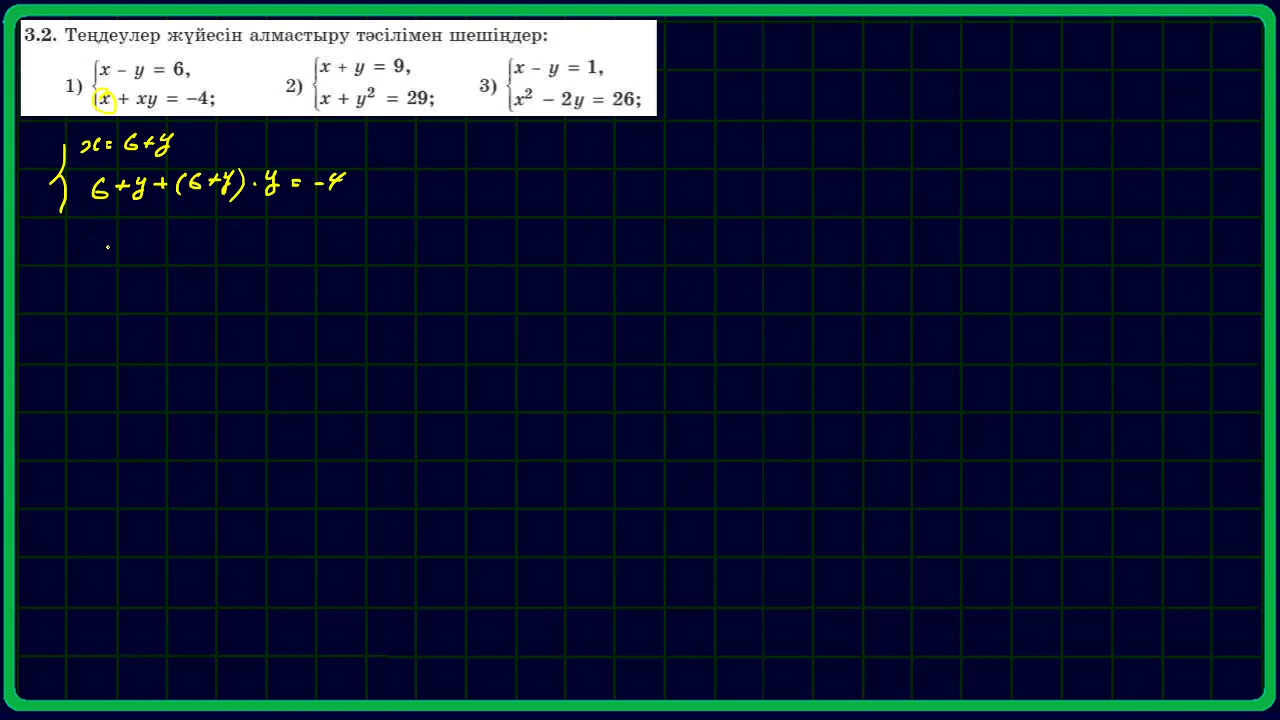 3.2. Теңдеулер жүйесін алмастыру тәсілімен шешіңдер:
1) {x − y = 6, 2) {x + y = 9, 3) {x − y = 1,
x + xy = −4; x + y² = 29; x² − 2y = 26;
x = 6+y
6+y+(6+y)·y = −4